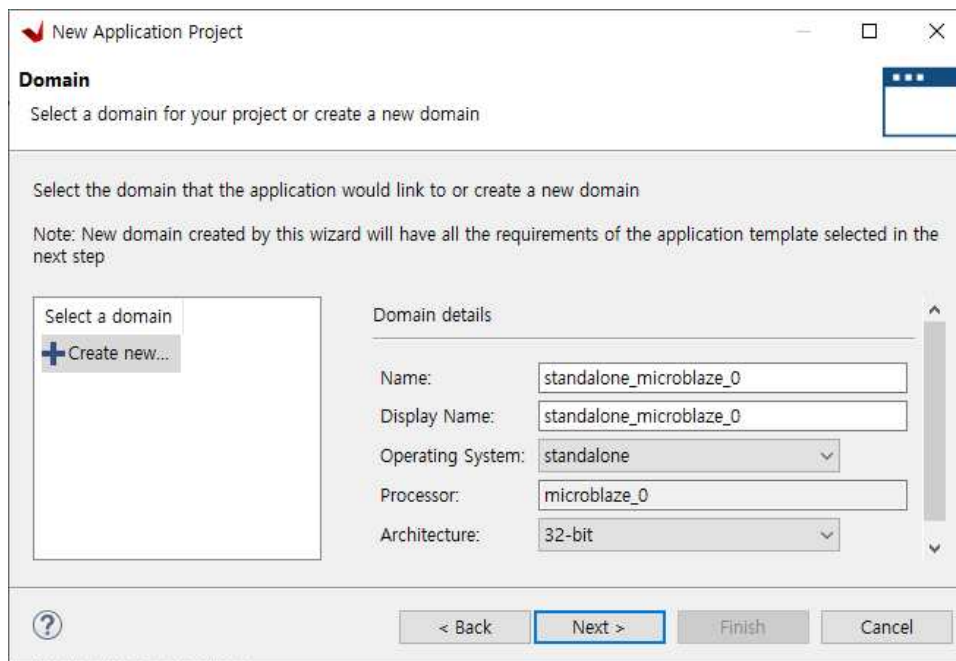 New Application Project
Domain
Select a domain for your project or create a new domain
Select the domain that the application would link to or create a new domain
Note: New domain created by this wizard will have all the requirements of the application template selected in the
next step
Select a domain
Create new...
Domain details
Name: standalone_microblaze_0
Display Name: standalone_microblaze_0
Operating System: standalone
Processor: microblaze_0
Architecture: 32-bit
?
< Back
Next >
Finish
Cancel